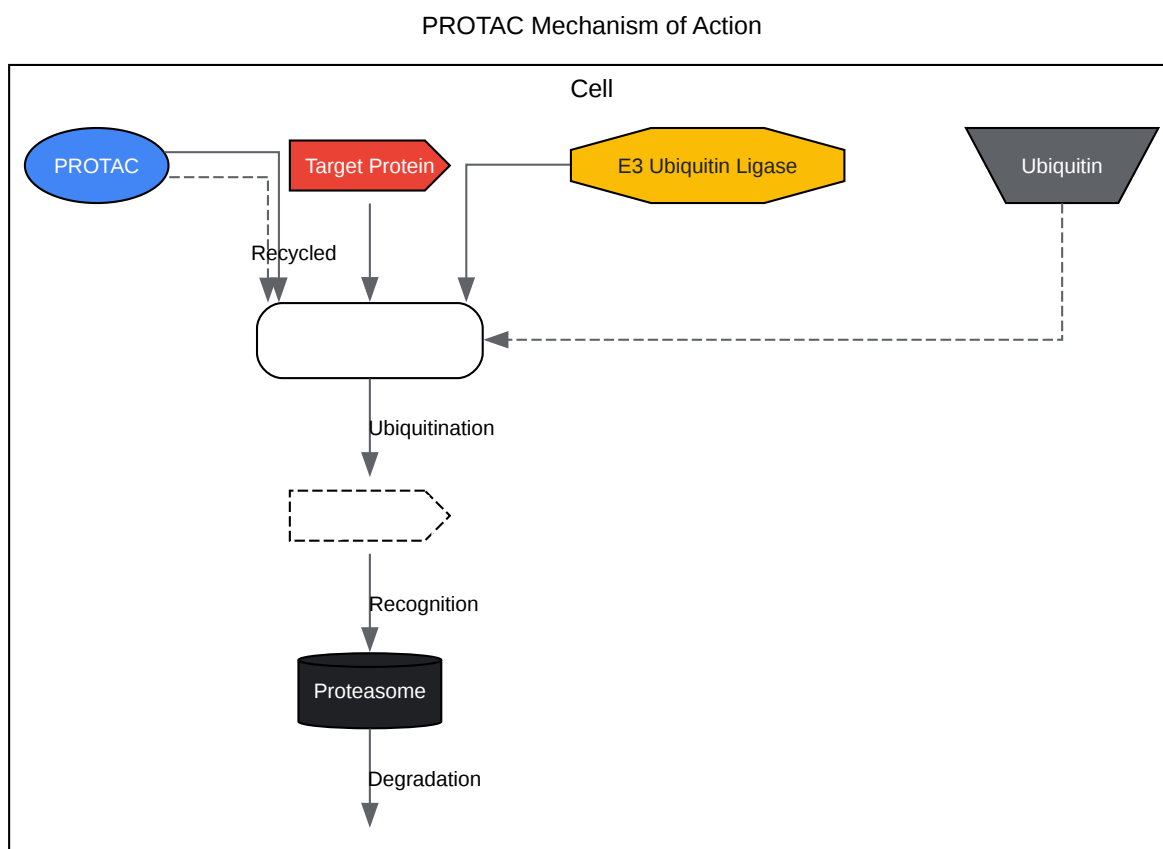 PROTAC Mechanism of Action
Cell
PROTAC
Target Protein
E3 Ubiquitin Ligase
Ubiquitin
Recycled
Ubiquitination
Recognition
Proteasome
Degradation